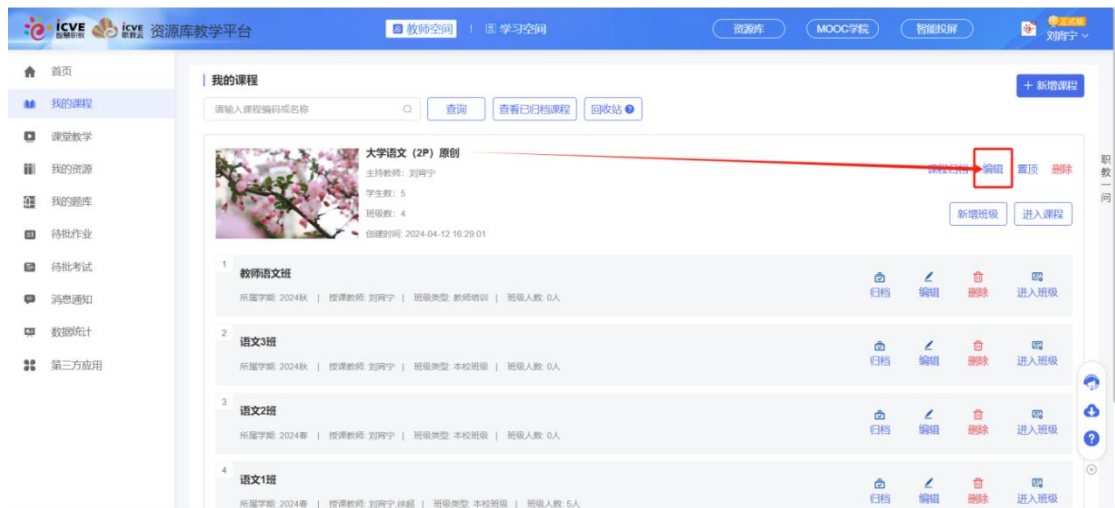 icve 智慧职教 icve 职教云 资源库教学平台 教师空间 | 学习空间 资源库 MOOC学院 智能投屏 正式版 刘宵宁
首页
我的课程
课堂教学
我的资源
我的题库
待批作业
待批考试
消息通知
数据统计
第三方应用
我的课程
+ 新增课程
请输入课程编码或名称 查询 查看已归档课程 回收站
大学语文（2P）原创
主持教师：刘宵宁
学生数：5
班级数：4
创建时间: 2024-04-12 16:29:01
课程归档 编辑 置顶 删除
新增班级 进入课程
1
教师语文班
所属学期: 2024秋 | 授课教师: 刘宵宁 | 班级类型: 教师培训 | 班级人数: 0人
归档 编辑 删除 进入班级
2
语文3班
所属学期: 2024秋 | 授课教师: 刘宵宁 | 班级类型: 本校班级 | 班级人数: 0人
归档 编辑 删除 进入班级
3
语文2班
所属学期: 2024春 | 授课教师: 刘宵宁 | 班级类型: 本校班级 | 班级人数: 0人
归档 编辑 删除 进入班级
4
语文1班
所属学期: 2024春 | 授课教师: 刘宵宁,徐超 | 班级类型: 本校班级 | 班级人数: 5人
归档 编辑 删除 进入班级
职教一问